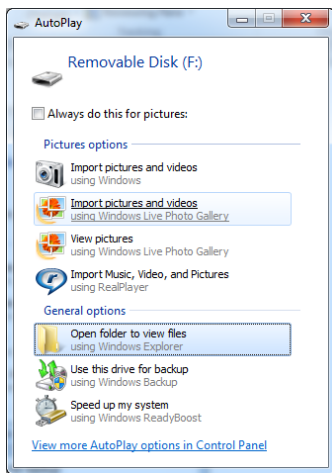 AutoPlay
Removable Disk (F:)
Always do this for pictures:
Pictures options
Import pictures and videos
using Windows
Import pictures and videos
using Windows Live Photo Gallery
View pictures
using Windows Live Photo Gallery
Import Music, Video, and Pictures
using RealPlayer
General options
Open folder to view files
using Windows Explorer
Use this drive for backup
using Windows Backup
Speed up my system
using Windows ReadyBoost
View more AutoPlay options in Control Panel